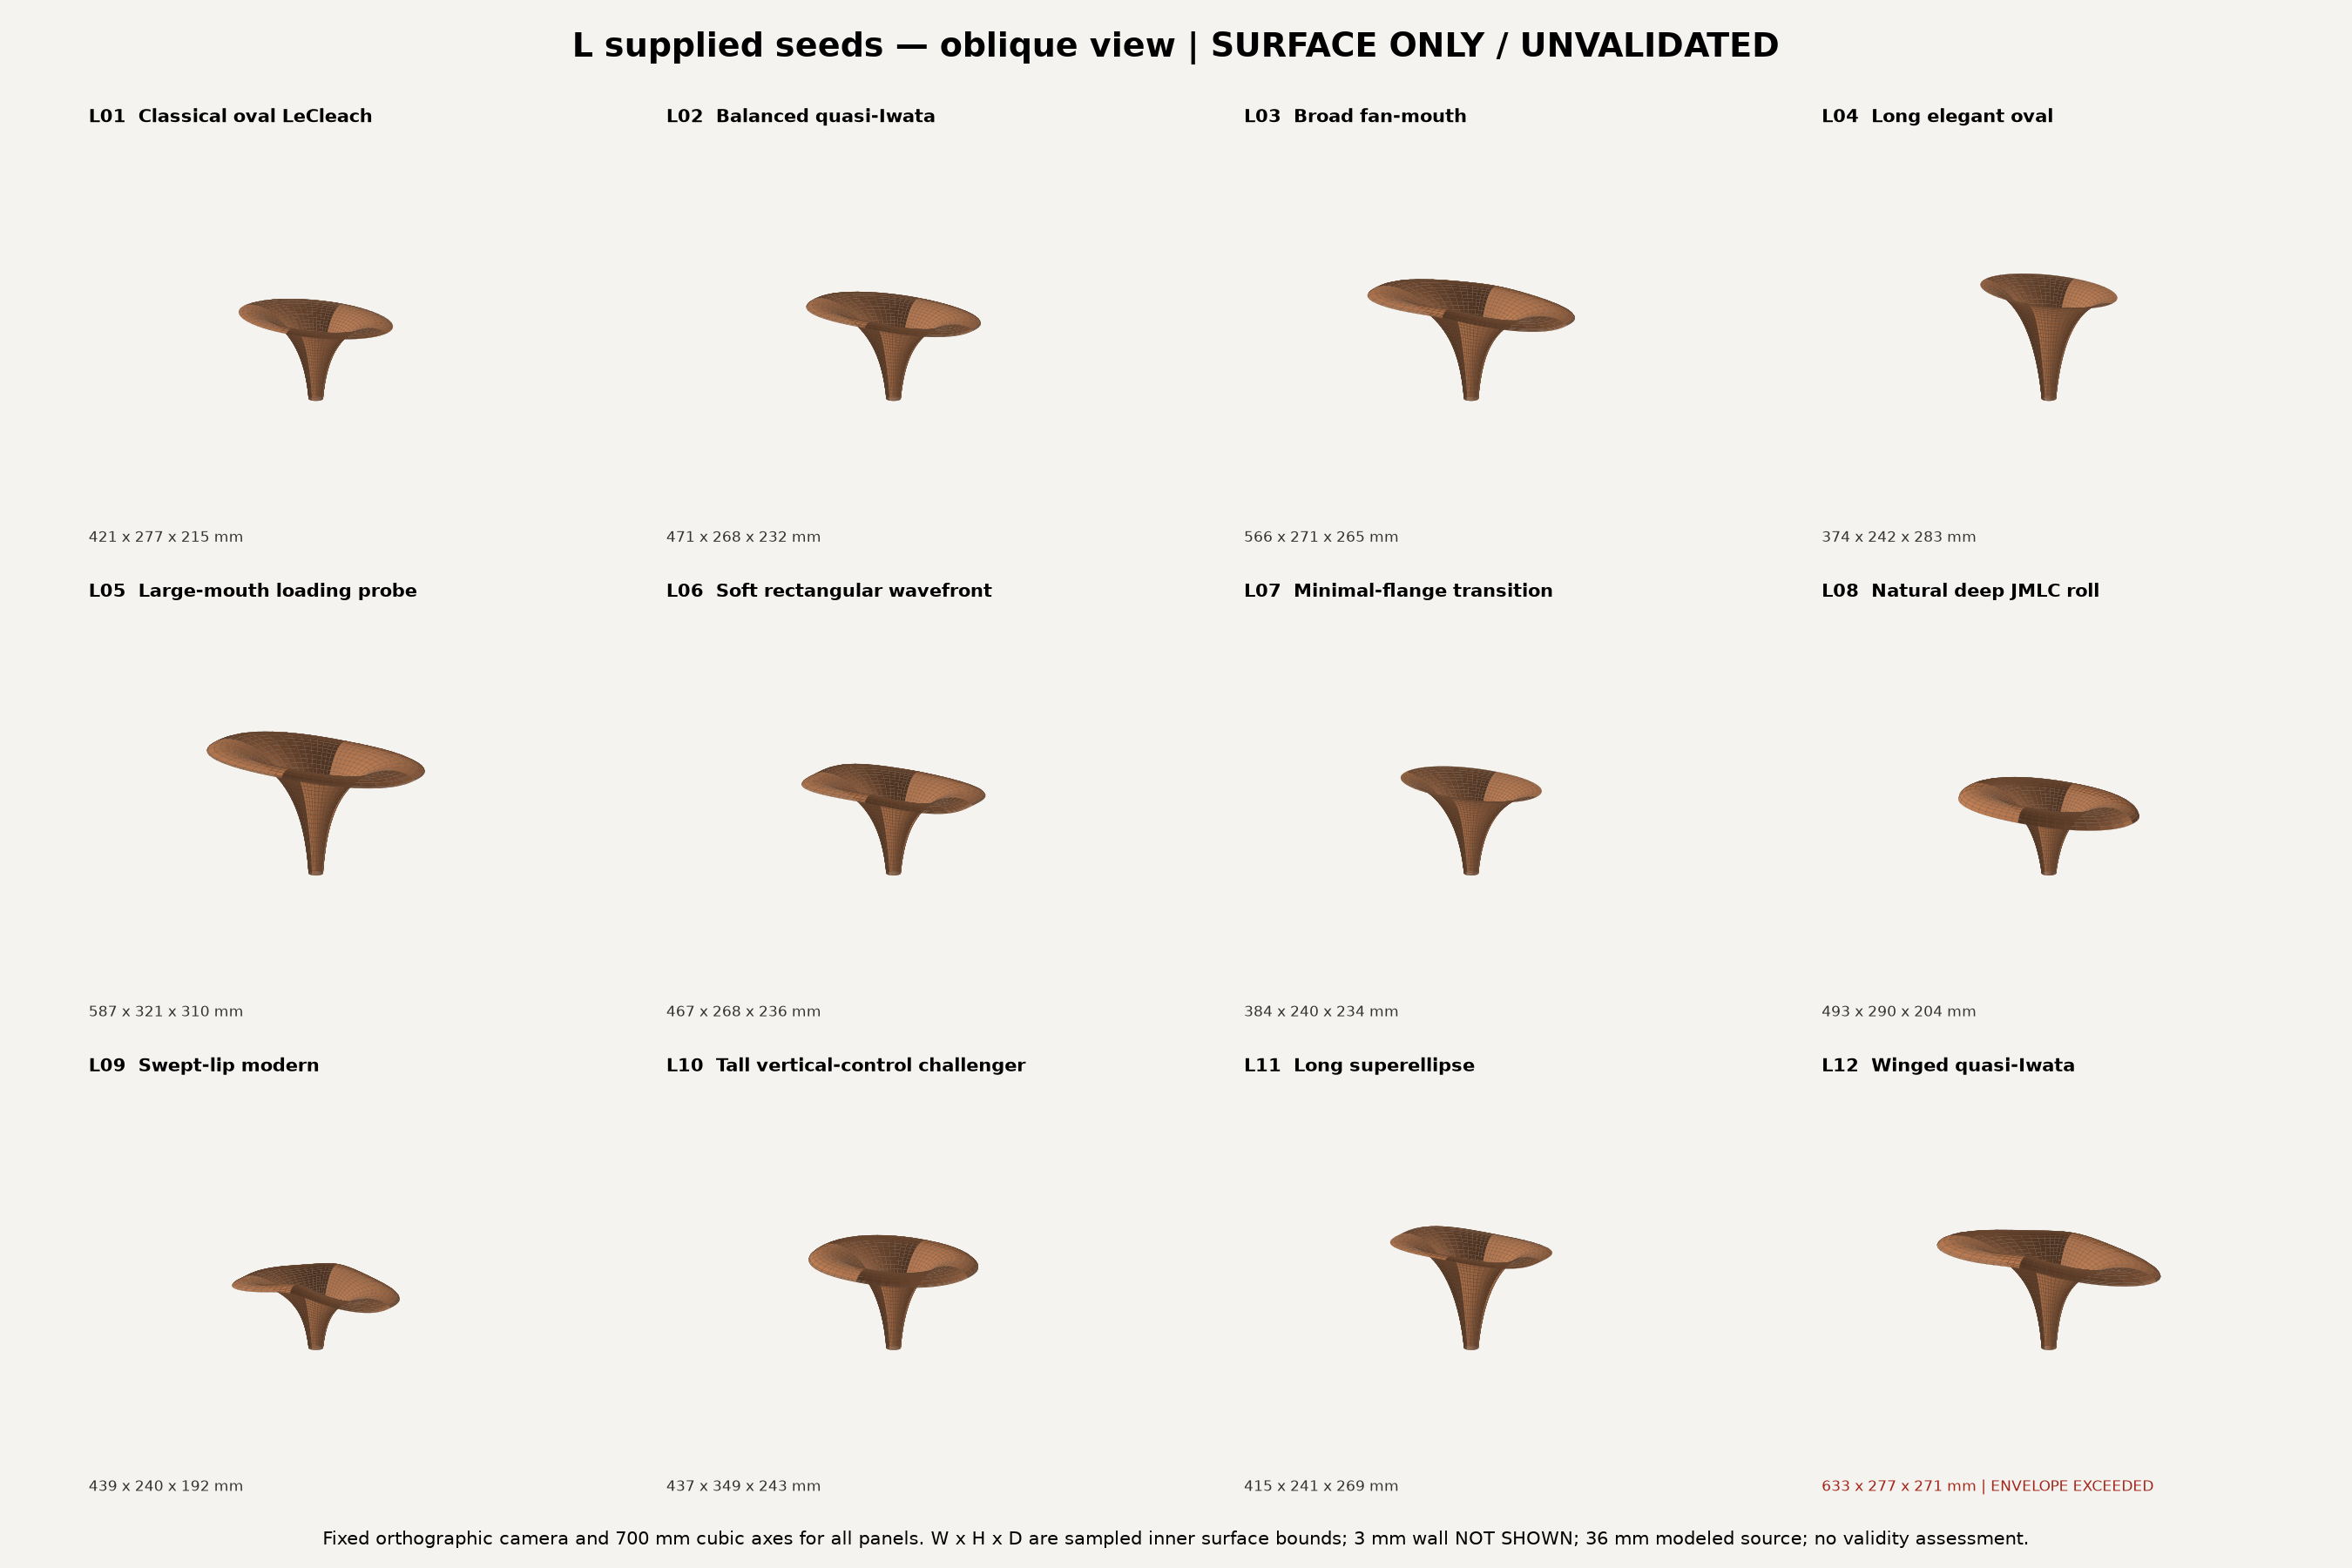 L supplied seeds — oblique view | SURFACE ONLY / UNVALIDATED
L01 Classical oval LeCleach
L02 Balanced quasi-Iwata
L03 Broad fan-mouth
L04 Long elegant oval
421 x 277 x 215 mm
471 x 268 x 232 mm
566 x 271 x 265 mm
374 x 242 x 283 mm
L05 Large-mouth loading probe
L06 Soft rectangular wavefront
L07 Minimal-flange transition
L08 Natural deep JMLC roll
587 x 321 x 310 mm
467 x 268 x 236 mm
384 x 240 x 234 mm
493 x 290 x 204 mm
L09 Swept-lip modern
L10 Tall vertical-control challenger
L11 Long superellipse
L12 Winged quasi-Iwata
439 x 240 x 192 mm
437 x 349 x 243 mm
415 x 241 x 269 mm
633 x 277 x 271 mm | ENVELOPE EXCEEDED
Fixed orthographic camera and 700 mm cubic axes for all panels. W x H x D are sampled inner surface bounds; 3 mm wall NOT SHOWN; 36 mm modeled source; no validity assessment.